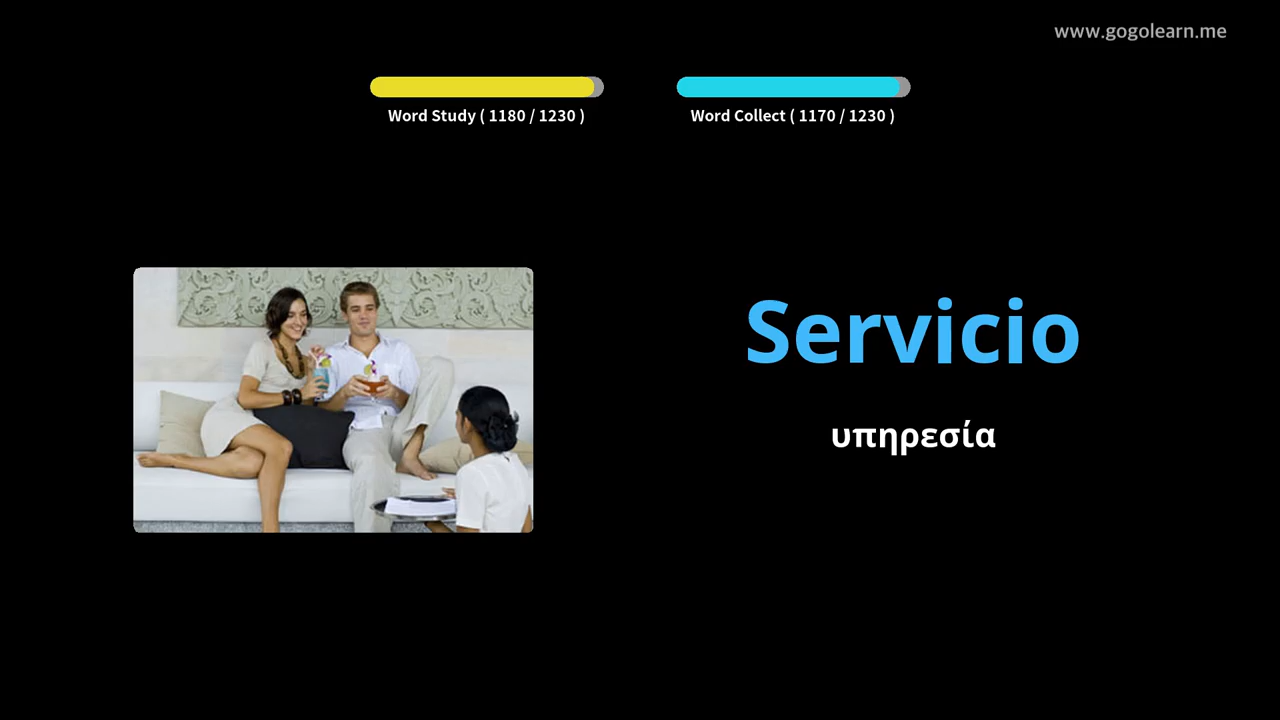 www.gogolearn.me
Word Study ( 1180 / 1230 )
Word Collect ( 1170 / 1230 )
Servicio
υπηρεσία